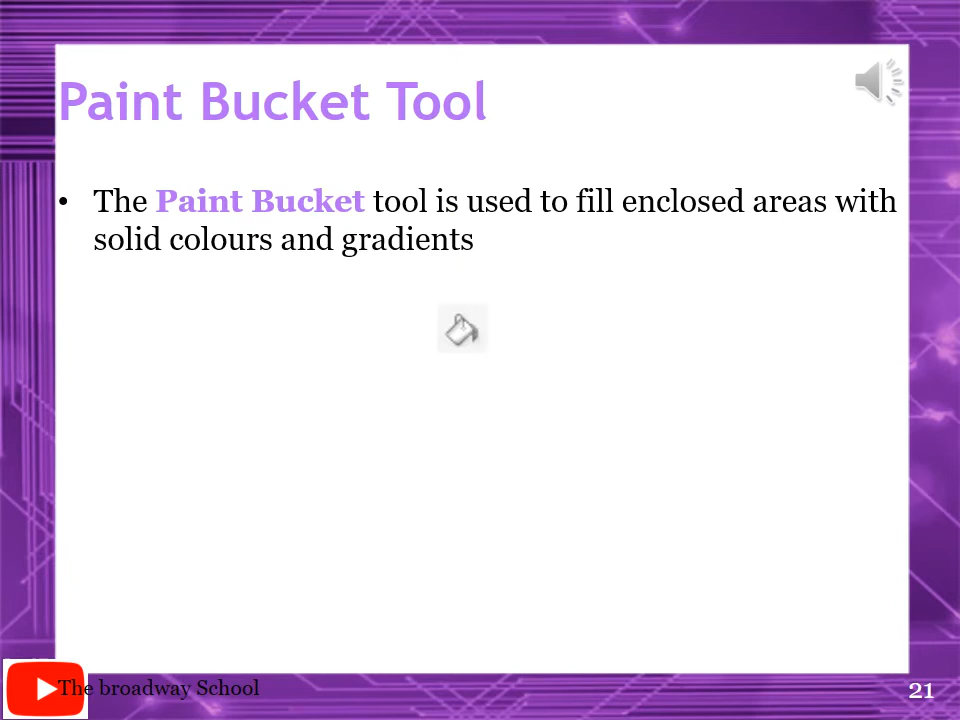 Paint Bucket Tool
• The Paint Bucket tool is used to fill enclosed areas with
solid colours and gradients
The broadway School
21